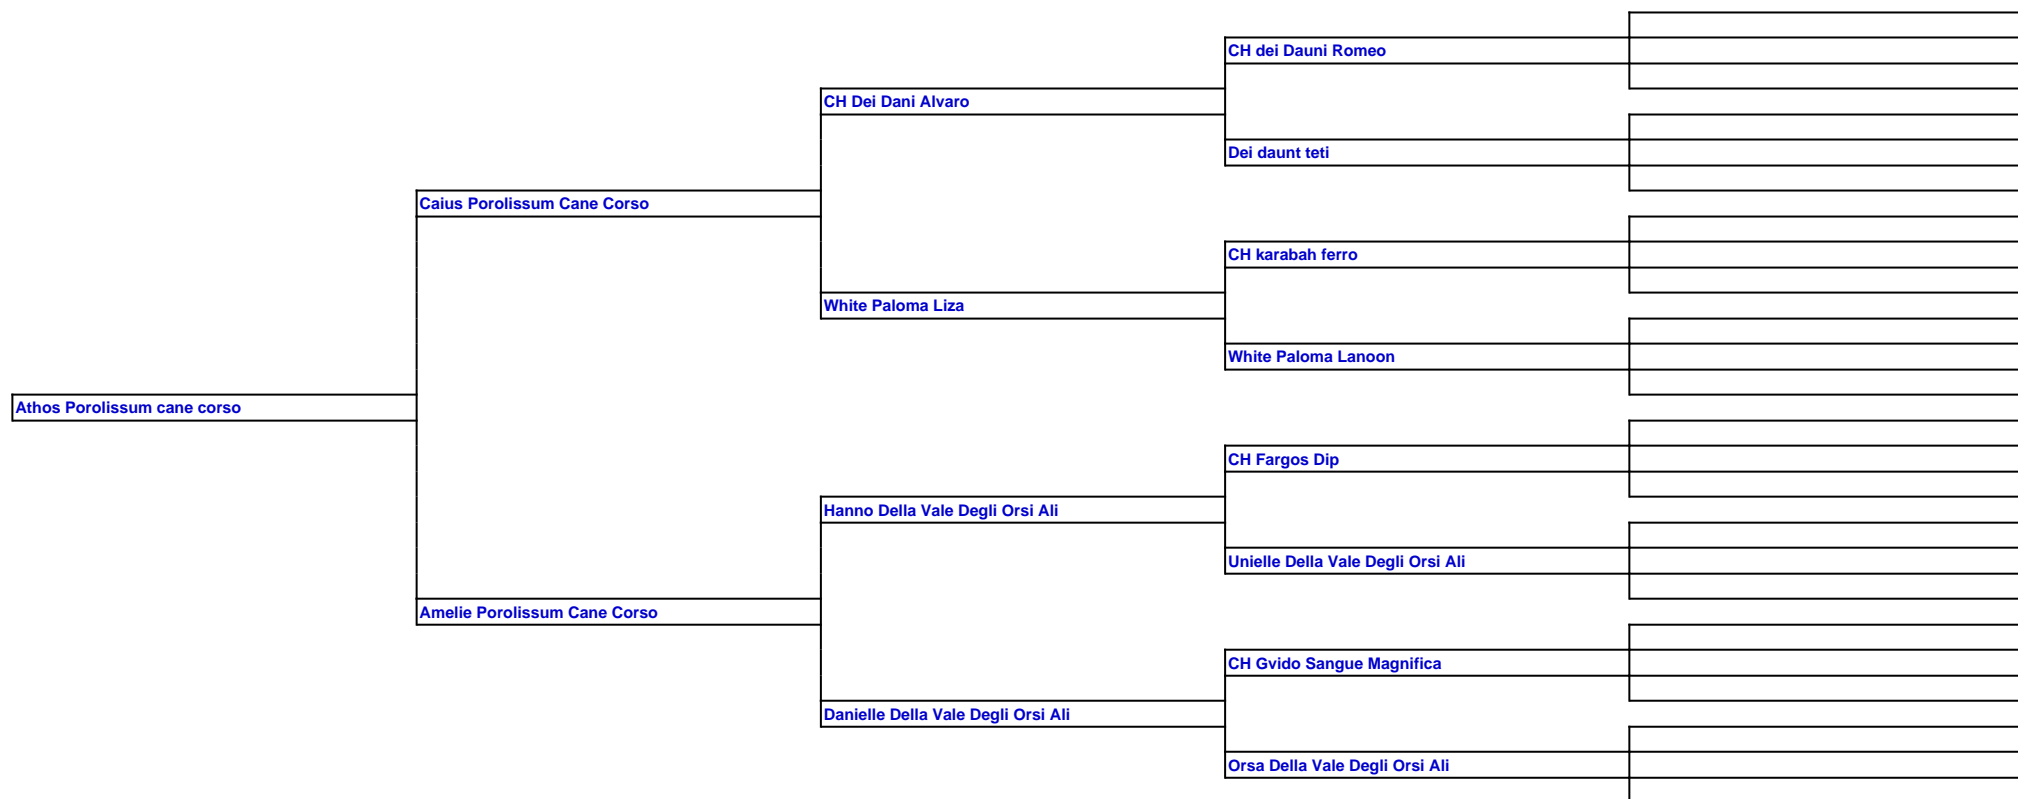 CH dei Dauni Romeo
CH Dei Dani Alvaro
Dei daunt teti
Caius Porolissum Cane Corso
CH karabah ferro
White Paloma Liza
White Paloma Lanoon
Athos Porolissum cane corso
CH Fargos Dip
Hanno Della Vale Degli Orsi Ali
Unielle Della Vale Degli Orsi Ali
Amelie Porolissum Cane Corso
CH Gvido Sangue Magnifica
Danielle Della Vale Degli Orsi Ali
Orsa Della Vale Degli Orsi Ali